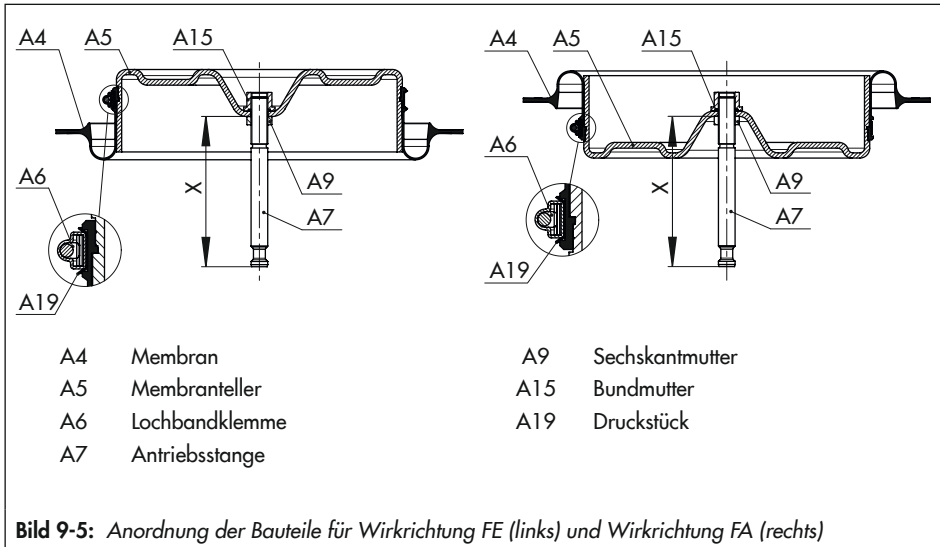 A4 A5 A15
A6
X
A9
A7
A19
A4 A5 A15
A6
X
A9
A7
A19
A4 Membran
A5 Membranteller
A6 Lochbandklemme
A7 Antriebsstange
A9 Sechskantmutter
A15 Bundmutter
A19 Druckstück
Bild 9-5: Anordnung der Bauteile für Wirkrichtung FE (links) und Wirkrichtung FA (rechts)